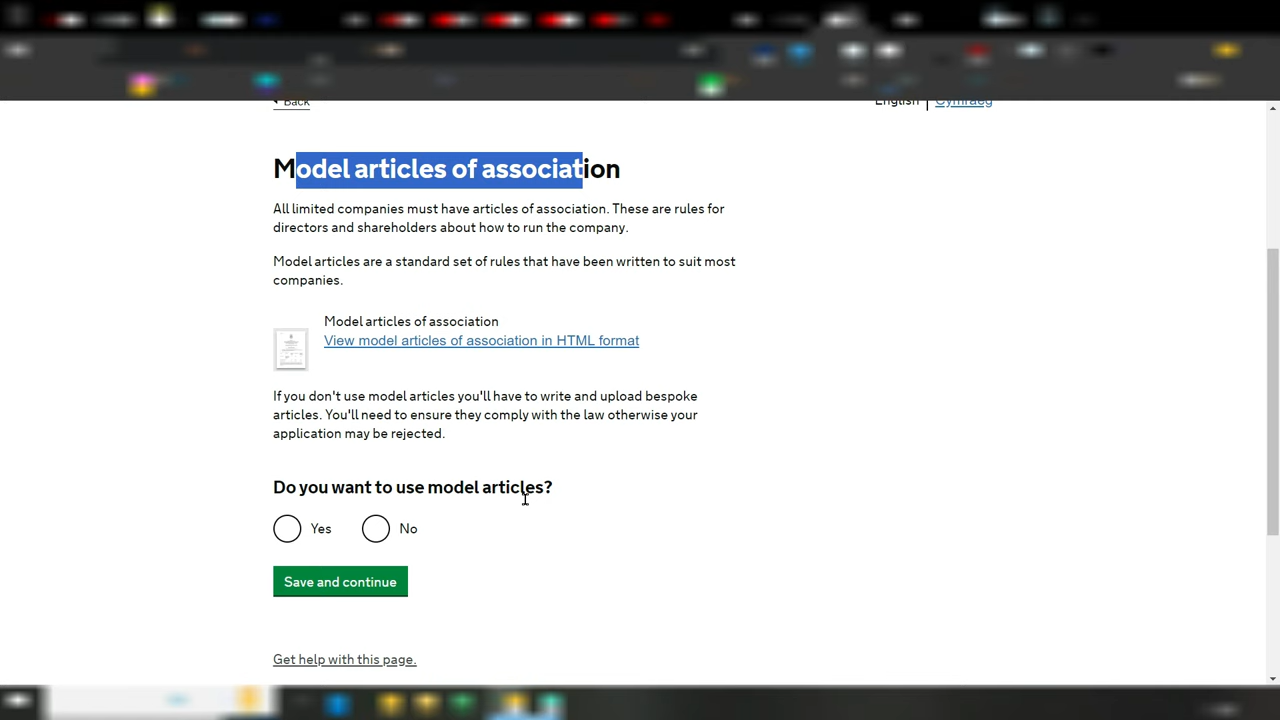 Back
English | Cymraeg
Model articles of association
All limited companies must have articles of association. These are rules for
directors and shareholders about how to run the company.
Model articles are a standard set of rules that have been written to suit most
companies.
Model articles of association
View model articles of association in HTML format
If you don't use model articles you'll have to write and upload bespoke
articles. You'll need to ensure they comply with the law otherwise your
application may be rejected.
Do you want to use model articles?
Yes No
Save and continue
Get help with this page.